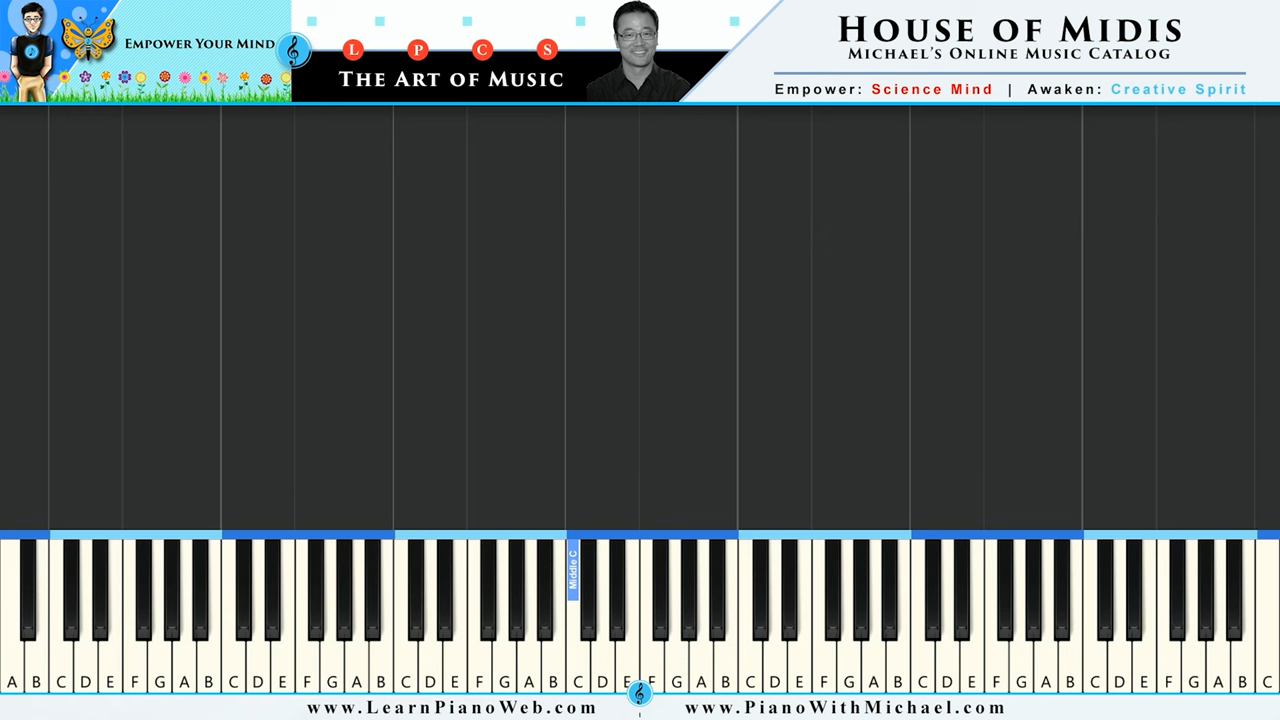 EMPOWER YOUR MIND
L P C S
THE ART OF MUSIC
HOUSE OF MIDIS
MICHAEL'S ONLINE MUSIC CATALOG
Empower: Science Mind | Awaken: Creative Spirit
Middle C
A B C D E F G A B C D E F G A B C D E F G A B C D E F G A B C D E F G A B C D E F G A B C D E F G A B C
www.LearnPianoWeb.com www.PianoWithMichael.com